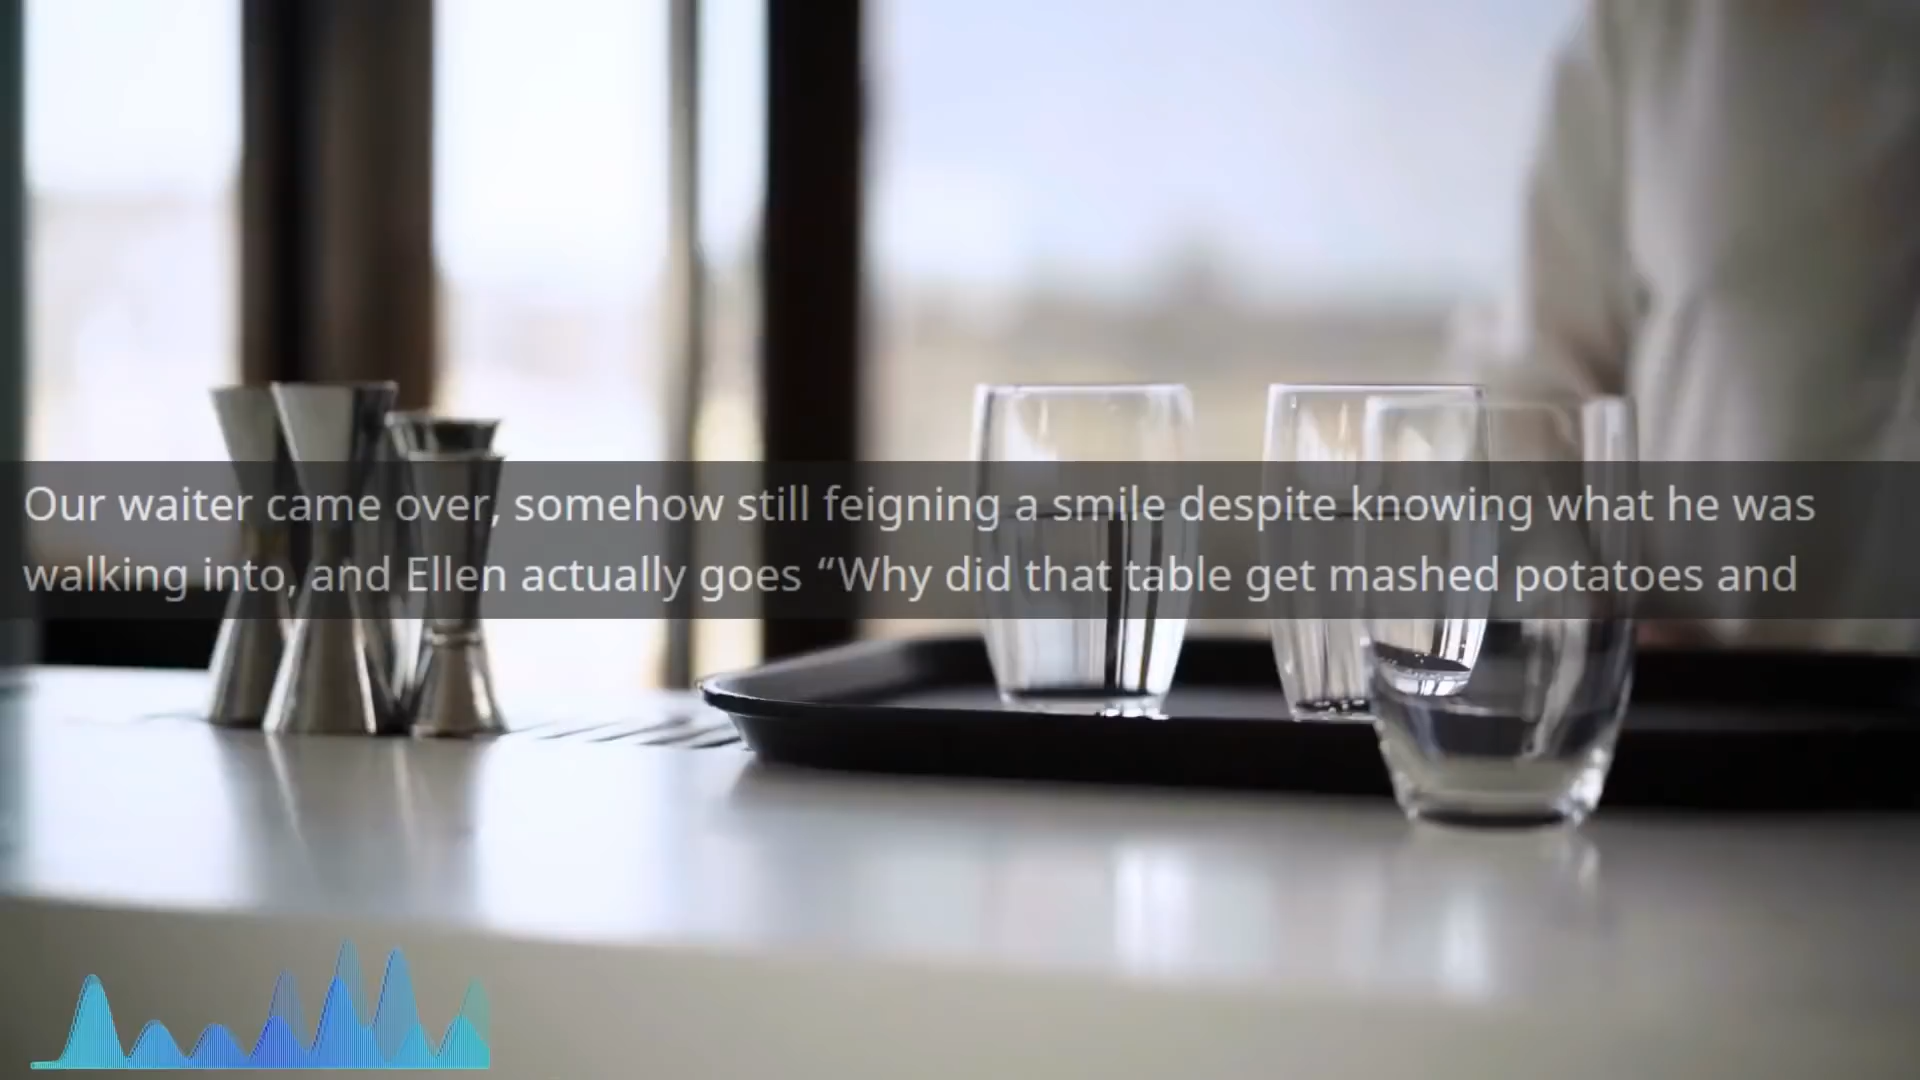 Our waiter came over, somehow still feigning a smile despite knowing what he was
walking into, and Ellen actually goes “Why did that table get mashed potatoes and